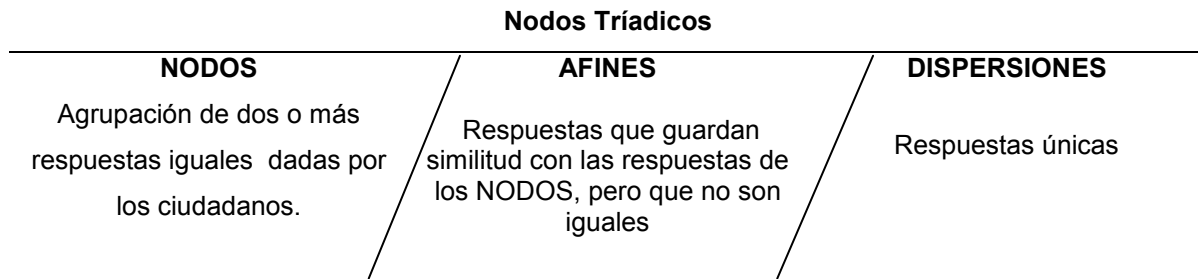 Nodos Tríadicos
NODOS
Agrupación de dos o más
respuestas iguales dadas por
los ciudadanos.
AFINES
Respuestas que guardan
similitud con las respuestas de
los NODOS, pero que no son
iguales
DISPERSIONES
Respuestas únicas